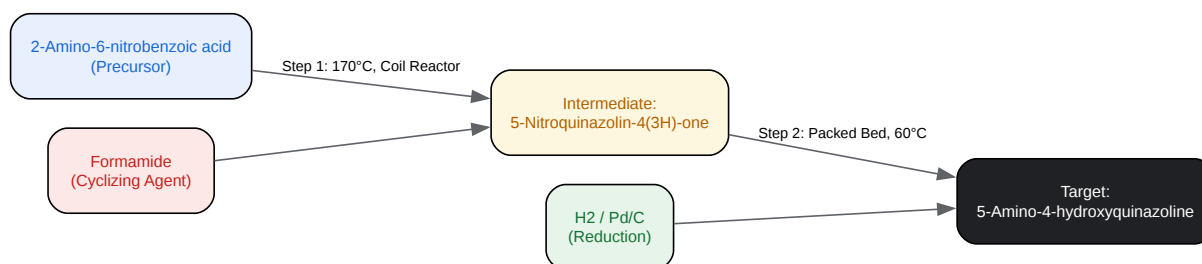 2-Amino-6-nitrobenzoic acid
(Precursor)
Step 1: 170°C, Coil Reactor
Formamide
(Cyclizing Agent)
Intermediate:
5-Nitroquinazolin-4(3H)-one
Step 2: Packed Bed, 60°C
H2 / Pd/C
(Reduction)
Target:
5-Amino-4-hydroxyquinazoline